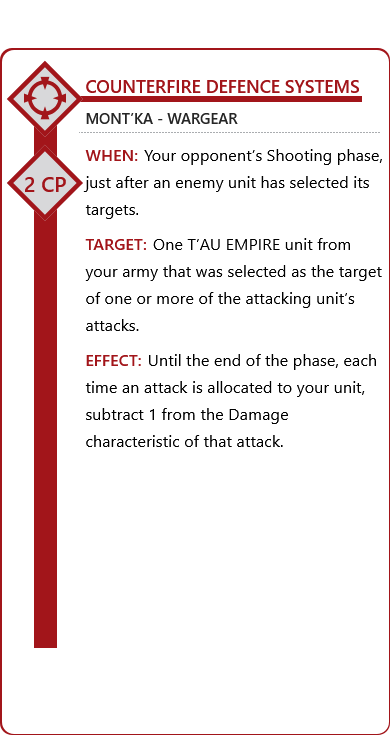 COUNTERFIRE DEFENCE SYSTEMS
MONT’KA - WARGEAR
2 CP
WHEN: Your opponent’s Shooting phase,
just after an enemy unit has selected its
targets.
TARGET: One T’AU EMPIRE unit from
your army that was selected as the target
of one or more of the attacking unit’s
attacks.
EFFECT: Until the end of the phase, each
time an attack is allocated to your unit,
subtract 1 from the Damage
characteristic of that attack.